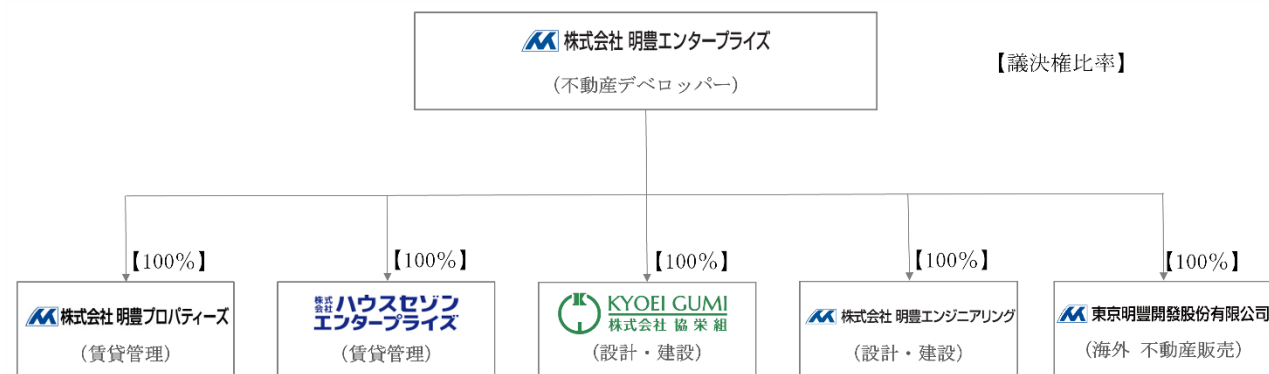 株式会社 明豊エンタープライズ
（不動産デベロッパー）
【議決権比率】
【100%】
【100%】
【100%】
【100%】
【100%】
株式会社 明豊プロパティーズ
（賃貸管理）
株式会社 ハウスセゾン
エンタープライズ
（賃貸管理）
KYOEI GUMI
株式会社 協栄組
（設計・建設）
株式会社 明豊エンジニアリング
（設計・建設）
東京明豐開發股份有限公司
（海外 不動産販売）